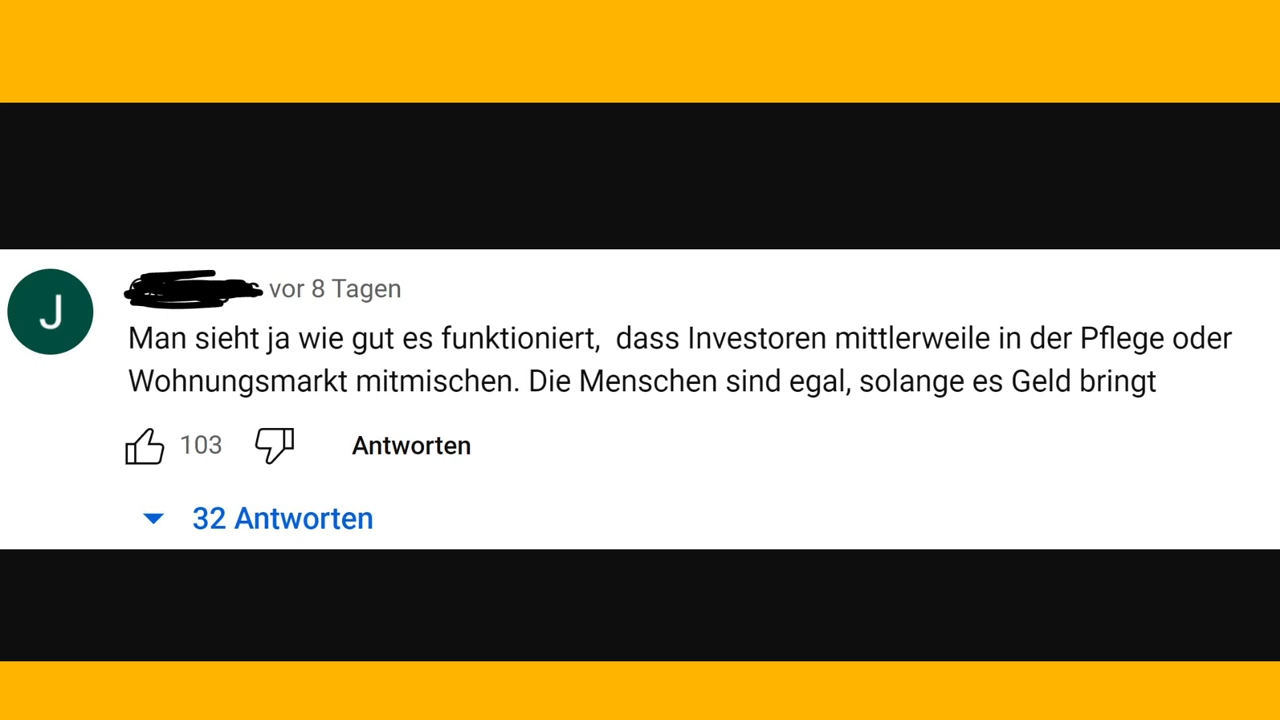 J
vor 8 Tagen
Man sieht ja wie gut es funktioniert,  dass Investoren mittlerweile in der Pflege oder
Wohnungsmarkt mitmischen. Die Menschen sind egal, solange es Geld bringt
103
Antworten
32 Antworten